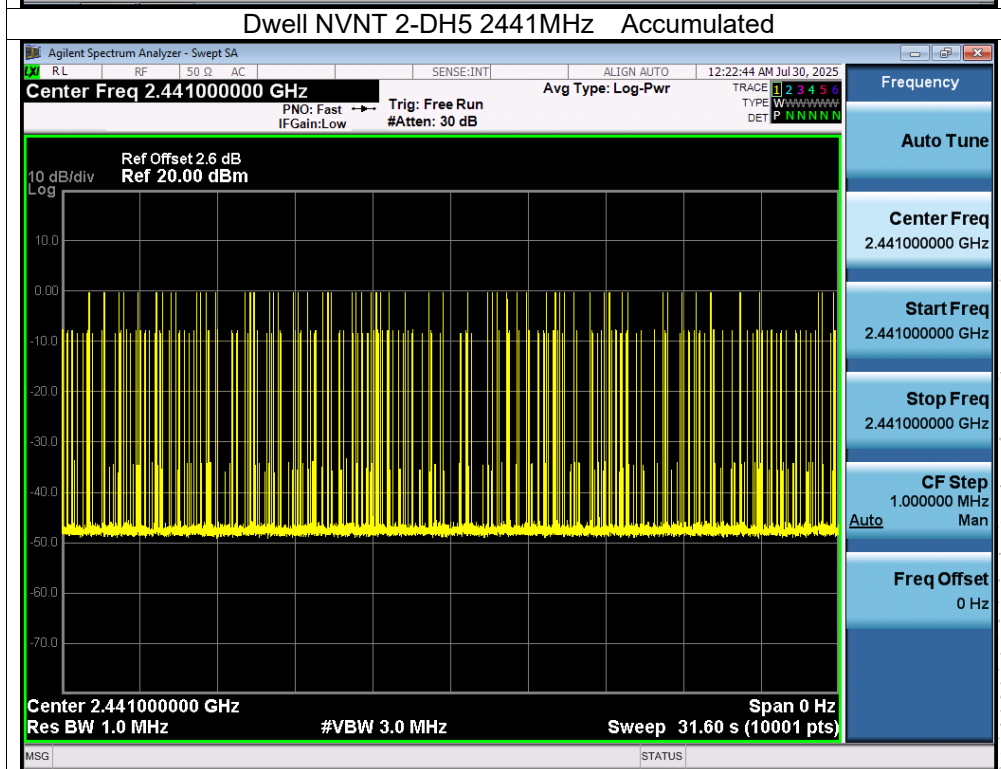 Dwell NVNT 2-DH5 2441MHz    Accumulated
Agilent Spectrum Analyzer - Swept SA
LXI RL RF 50 Ω AC SENSE:INT ALIGN AUTO 12:22:44 AM Jul 30, 2025
Center Freq 2.441000000 GHz
PNO: Fast
IFGain:Low
Trig: Free Run
#Atten: 30 dB
Avg Type: Log-Pwr
TRACE 1 2 3 4 5 6
TYPE WWWWWW
DET P N N N N N
Ref Offset 2.6 dB
10 dB/div Ref 20.00 dBm
Log
10.0
0.00
-10.0
-20.0
-30.0
-40.0
-50.0
-60.0
-70.0
Center 2.441000000 GHz Span 0 Hz
Res BW 1.0 MHz #VBW 3.0 MHz Sweep 31.60 s (10001 pts)
MSG STATUS
Frequency
Auto Tune
Center Freq
2.441000000 GHz
Start Freq
2.441000000 GHz
Stop Freq
2.441000000 GHz
CF Step
1.000000 MHz
Auto Man
Freq Offset
0 Hz